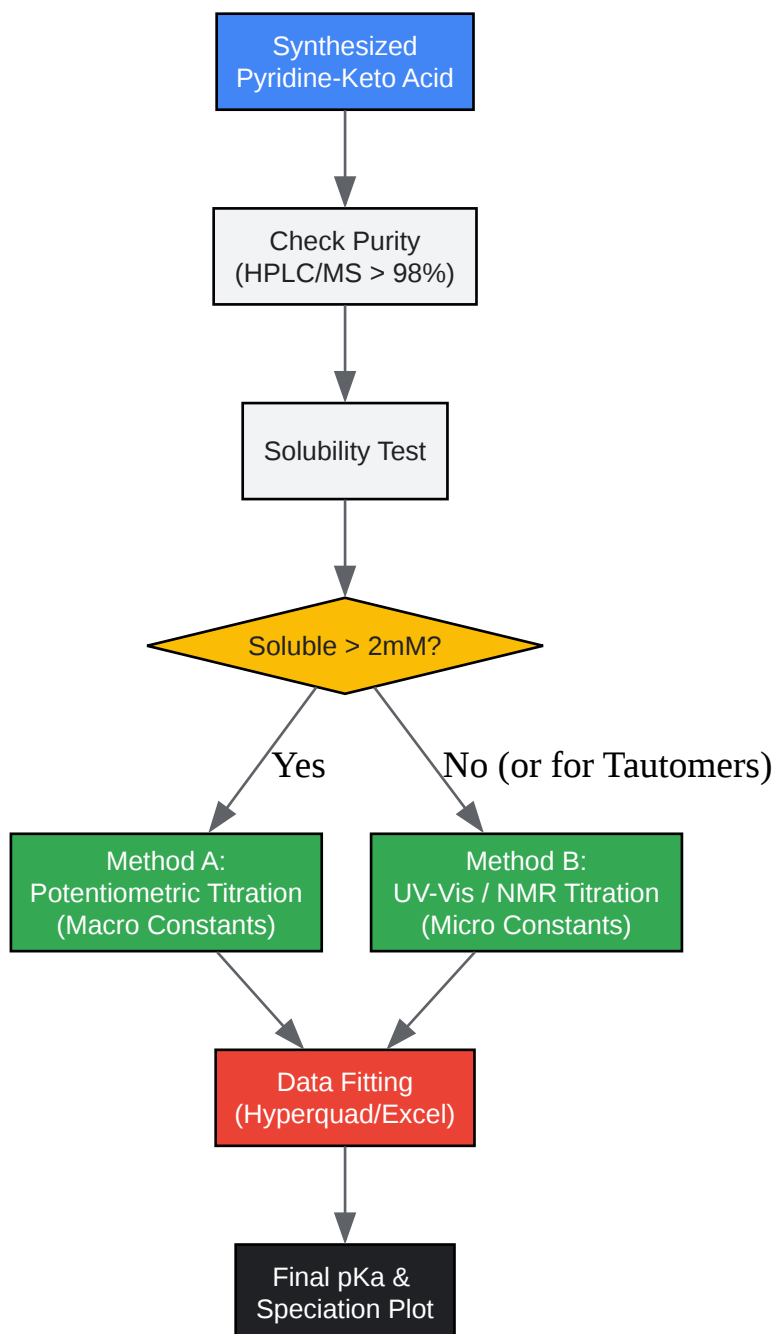 Synthesized
Pyridine-Keto Acid
Check Purity
(HPLC/MS > 98%)
Solubility Test
Soluble > 2mM?
Yes
No (or for Tautomers)
Method A:
Potentiometric Titration
(Macro Constants)
Method B:
UV-Vis / NMR Titration
(Micro Constants)
Data Fitting
(Hyperquad/Excel)
Final pKa &
Speciation Plot